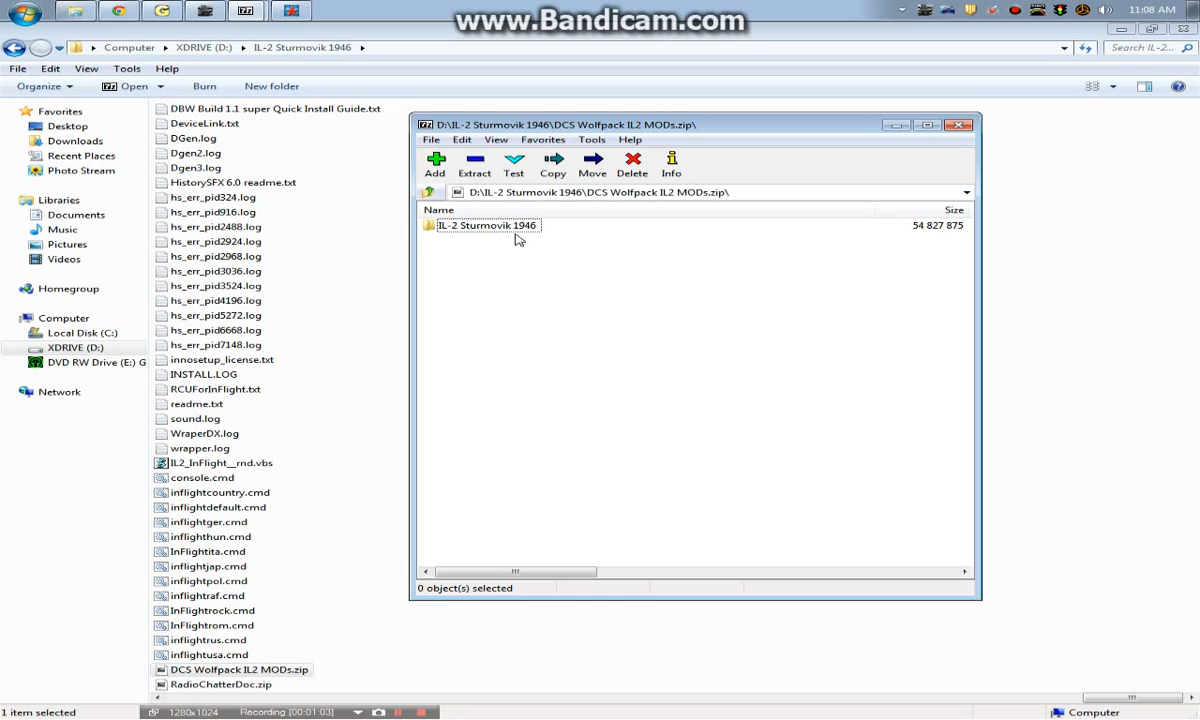 www.Bandicam.com
11:08 AM
Computer
XDRIVE (D:)
IL-2 Sturmovik 1946
Search IL-2...
File Edit View Tools Help
Organize
Open
Burn
New folder
Favorites
Desktop
Downloads
Recent Places
Photo Stream
Libraries
Documents
Music
Pictures
Videos
Homegroup
Computer
Local Disk (C:)
XDRIVE (D:)
DVD RW Drive (E:) G
Network
DBW Build 1.1 super Quick Install Guide.txt
DeviceLink.txt
DGen.log
Dgen2.log
Dgen3.log
HistorySFX 6.0 readme.txt
hs_err_pid324.log
hs_err_pid916.log
hs_err_pid2488.log
hs_err_pid2924.log
hs_err_pid2968.log
hs_err_pid3036.log
hs_err_pid3524.log
hs_err_pid4196.log
hs_err_pid5272.log
hs_err_pid6668.log
hs_err_pid7148.log
innosetup_license.txt
INSTALL.LOG
RCUForInFlight.txt
readme.txt
sound.log
WraperDX.log
wrapper.log
IL2_InFlight__rnd.vbs
console.cmd
inflightcountry.cmd
inflightdefault.cmd
inflightger.cmd
inflighthun.cmd
InFlightita.cmd
inflightjap.cmd
inflightpol.cmd
inflightraf.cmd
InFlightrock.cmd
InFlightrom.cmd
inflightrus.cmd
inflightusa.cmd
DCS Wolfpack IL2 MODs.zip
RadioChatterDoc.zip
D:\IL-2 Sturmovik 1946\DCS Wolfpack IL2 MODs.zip\
File Edit View Favorites Tools Help
Add Extract Test Copy Move Delete Info
D:\IL-2 Sturmovik 1946\DCS Wolfpack IL2 MODs.zip\
Name Size
IL-2 Sturmovik 1946 54 827 875
0 object(s) selected
1 item selected
1280x1024
Recording [00:01:03]
Computer